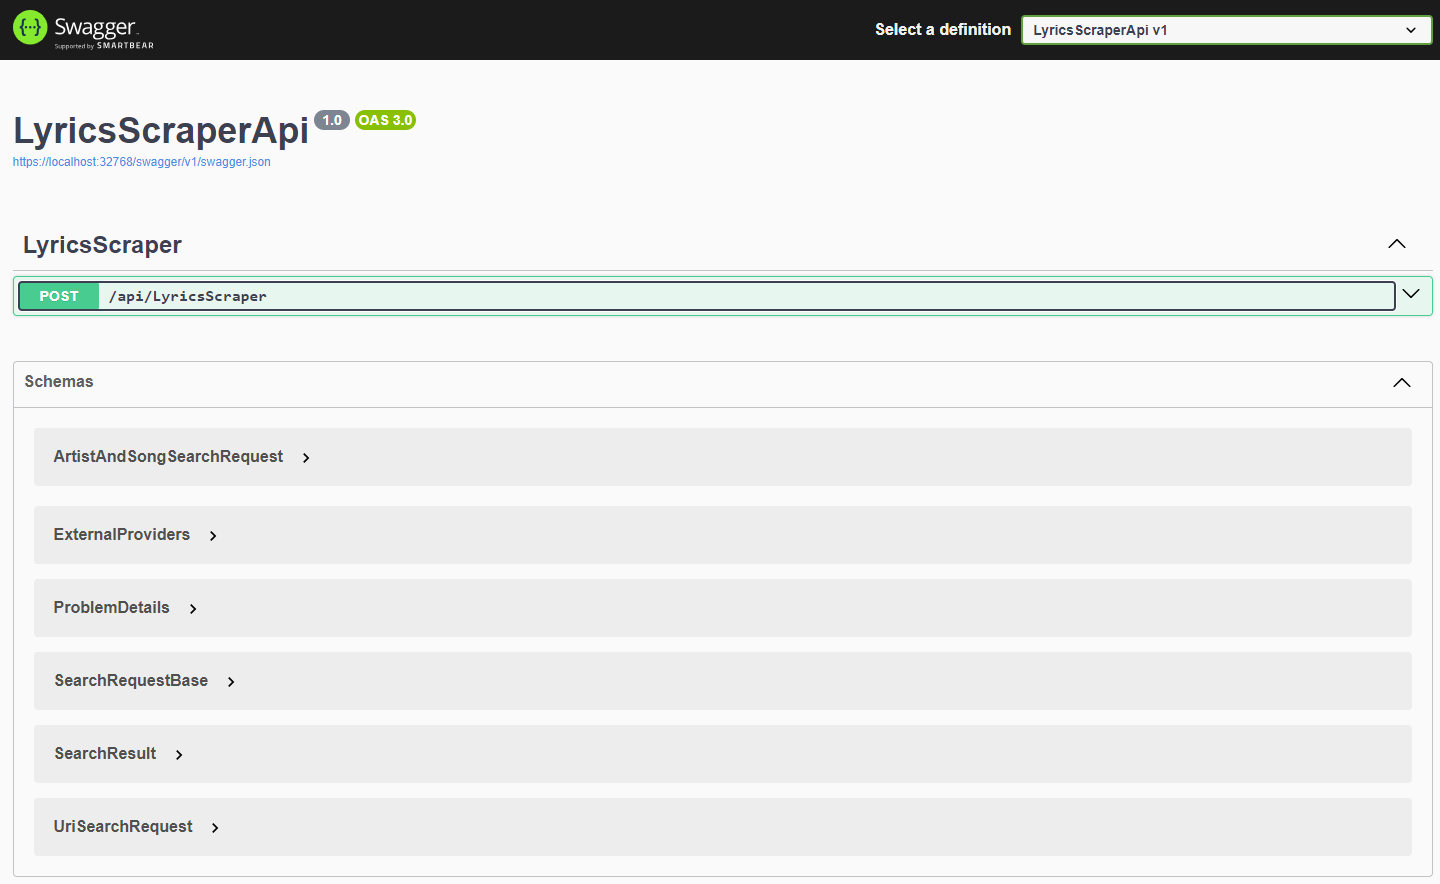 Swagger.
Supported by SMARTBEAR
Select a definition
LyricsScraperApi v1
LyricsScraperApi 1.0 OAS 3.0
https://localhost:32768/swagger/v1/swagger.json
LyricsScraper
POST /api/LyricsScraper
Schemas
ArtistAndSongSearchRequest
ExternalProviders
ProblemDetails
SearchRequestBase
SearchResult
UriSearchRequest